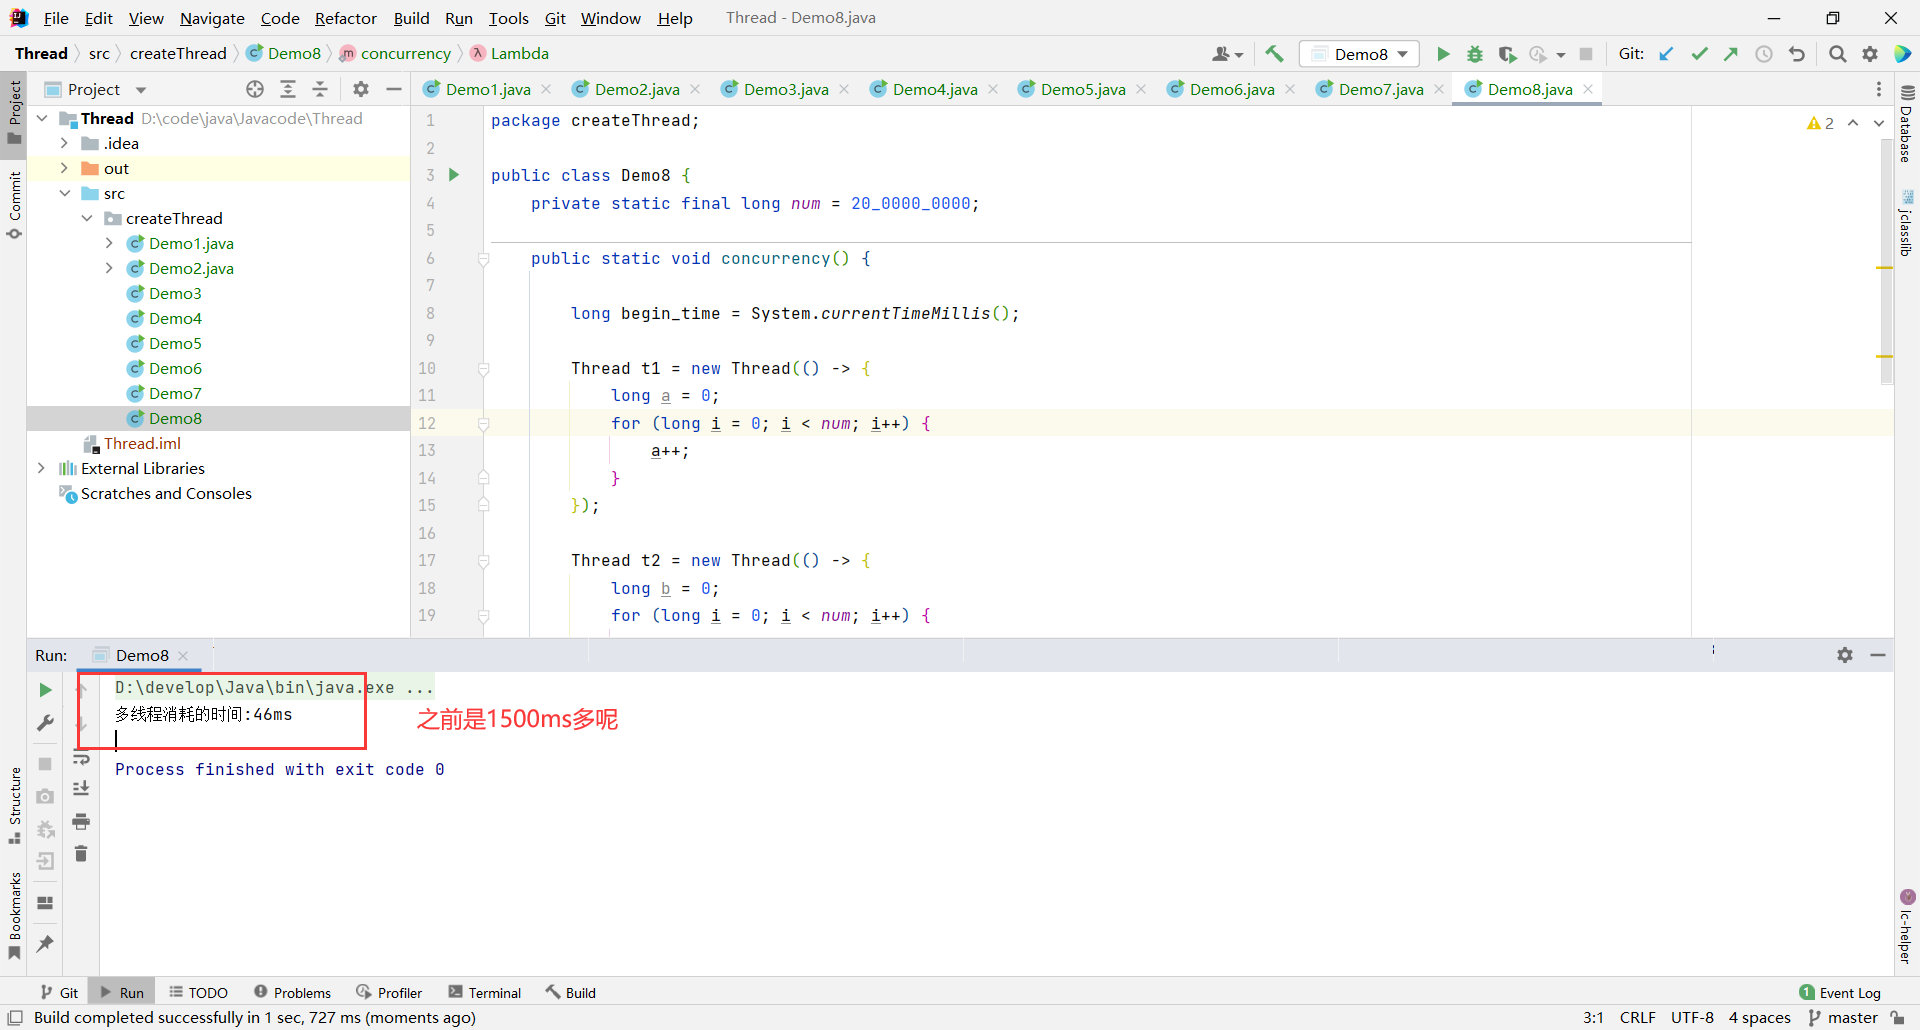 File Edit View Navigate Code Refactor Build Run Tools Git Window Help Thread - Demo8.java
Thread src createThread Demo8 concurrency Lambda Demo8 Git:
Project Demo1.java Demo2.java Demo3.java Demo4.java Demo5.java Demo6.java Demo7.java Demo8.java
Project
Commit
Structure
Bookmarks
Thread D:\code\java\Javacode\Thread
.idea
out
src
createThread
Demo1.java
Demo2.java
Demo3
Demo4
Demo5
Demo6
Demo7
Demo8
Thread.iml
External Libraries
Scratches and Consoles
1 package createThread;
2
3 public class Demo8 {
4 private static final long num = 20_0000_0000;
5
6 public static void concurrency() {
7
8 long begin_time = System.currentTimeMillis();
9
10 Thread t1 = new Thread(() -> {
11 long a = 0;
12 for (long i = 0; i < num; i++) {
13 a++;
14 }
15 });
16
17 Thread t2 = new Thread(() -> {
18 long b = 0;
19 for (long i = 0; i < num; i++) {
2
Database
jclasslib
lc-helper
Run: Demo8
D:\develop\Java\bin\java.exe ...
多线程消耗的时间:46ms
之前是1500ms多呢
Process finished with exit code 0
Git Run TODO Problems Profiler Terminal Build 1 Event Log
Build completed successfully in 1 sec, 727 ms (moments ago) 3:1 CRLF UTF-8 4 spaces master